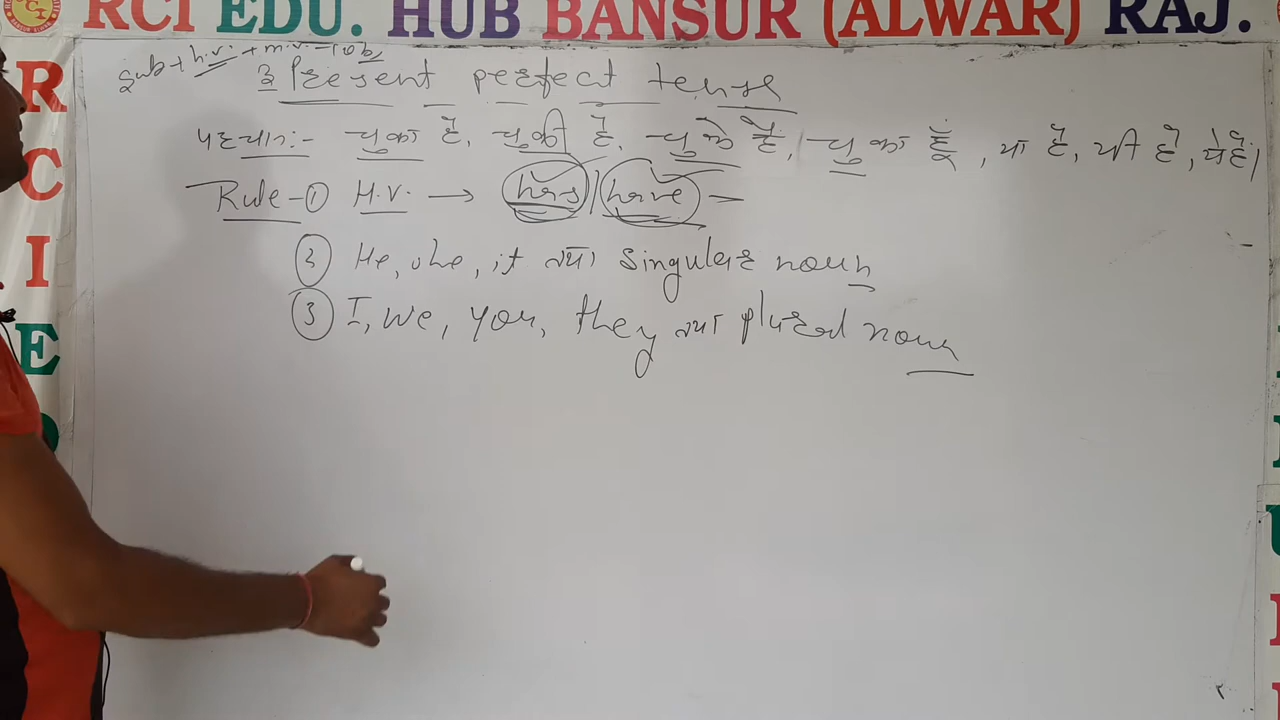 RCI EDU. HUB BANSUR (ALWAR) RAJ.
R
C
I
E
Sub + h.v. + m.v. + ob
3 Present perfect tense
पहचान:- चुका है, चुकी है, चुके हैं, चुका हूँ, या है, यी है, ये हैं।
Rule-① H.V. → has / have -
② He, she, it तथा singular noun
③ I, we, you, they तथा plural noun